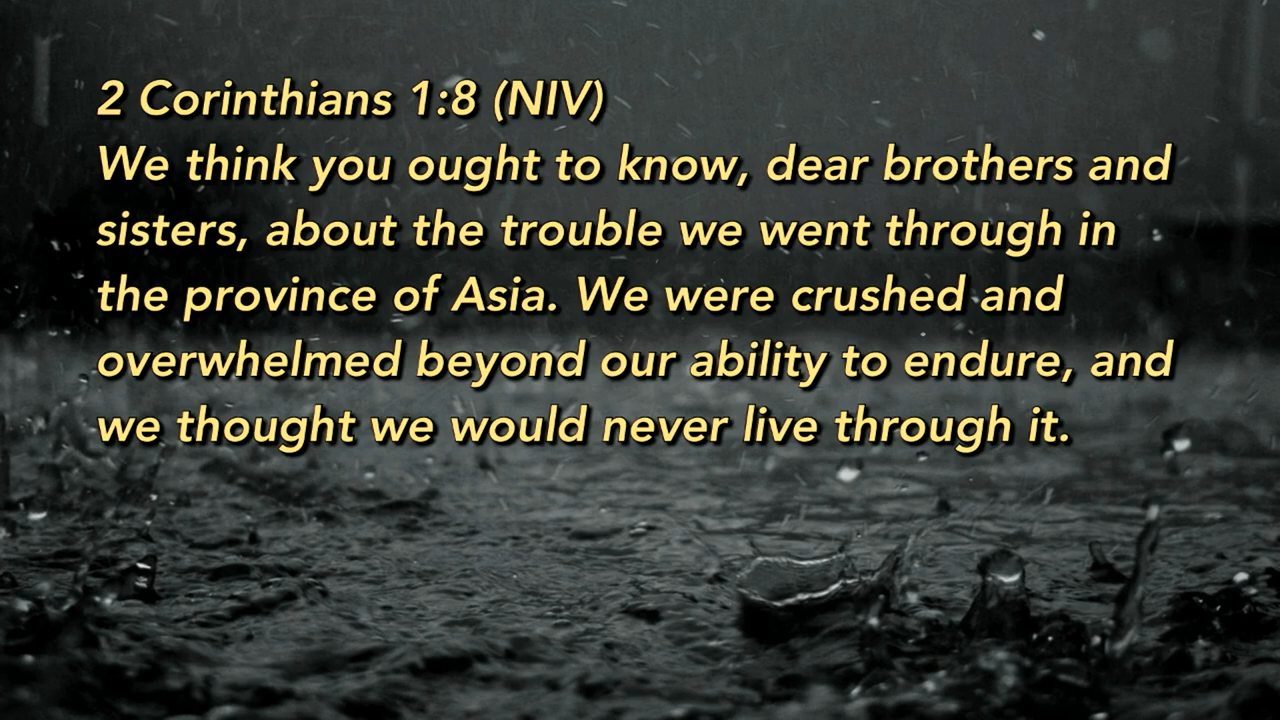 2 Corinthians 1:8 (NIV)
We think you ought to know, dear brothers and
sisters, about the trouble we went through in
the province of Asia. We were crushed and
overwhelmed beyond our ability to endure, and
we thought we would never live through it.